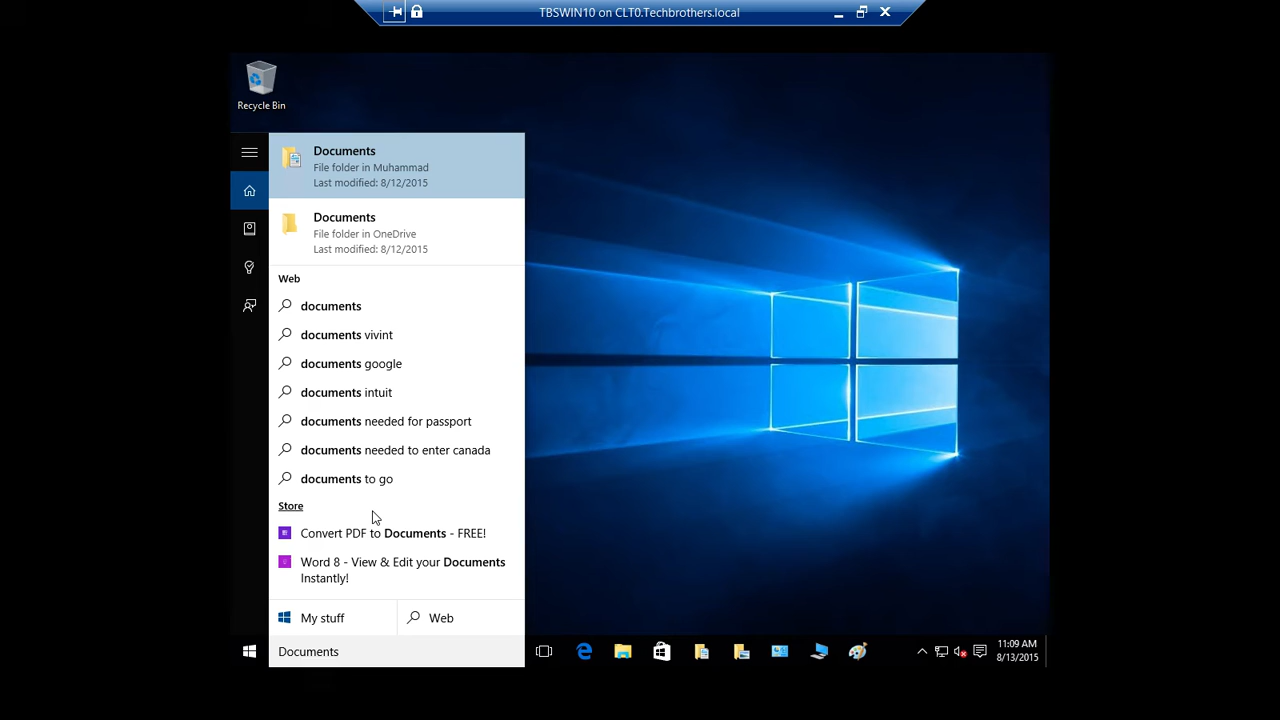 TBSWIN10 on CLT0.Techbrothers.local
Recycle Bin
Documents
File folder in Muhammad
Last modified: 8/12/2015
Documents
File folder in OneDrive
Last modified: 8/12/2015
Web
documents
documents vivint
documents google
documents intuit
documents needed for passport
documents needed to enter canada
documents to go
Store
Convert PDF to Documents - FREE!
Word 8 - View & Edit your Documents
Instantly!
My stuff
Web
Documents
11:09 AM
8/13/2015